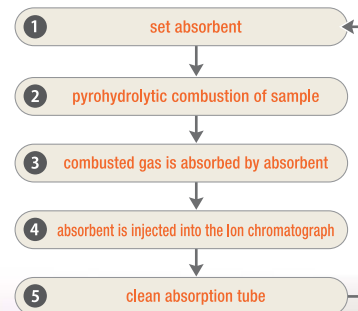 1 set absorbent
2 pyrohydrolytic combustion of sample
3 combusted gas is absorbed by absorbent
4 absorbent is injected into the Ion chromatograph
5 clean absorption tube